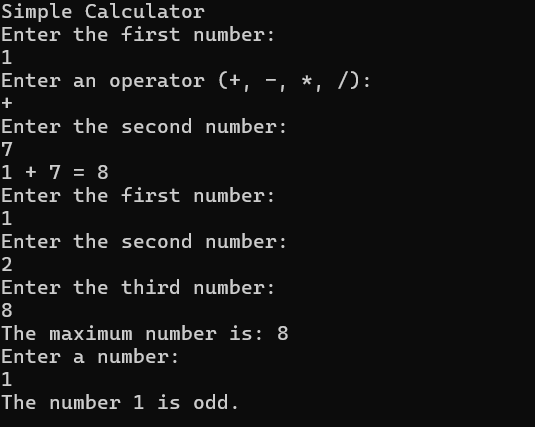 Simple Calculator
Enter the first number:
1
Enter an operator (+, -, *, /):
+
Enter the second number:
7
1 + 7 = 8
Enter the first number:
1
Enter the second number:
2
Enter the third number:
8
The maximum number is: 8
Enter a number:
1
The number 1 is odd.